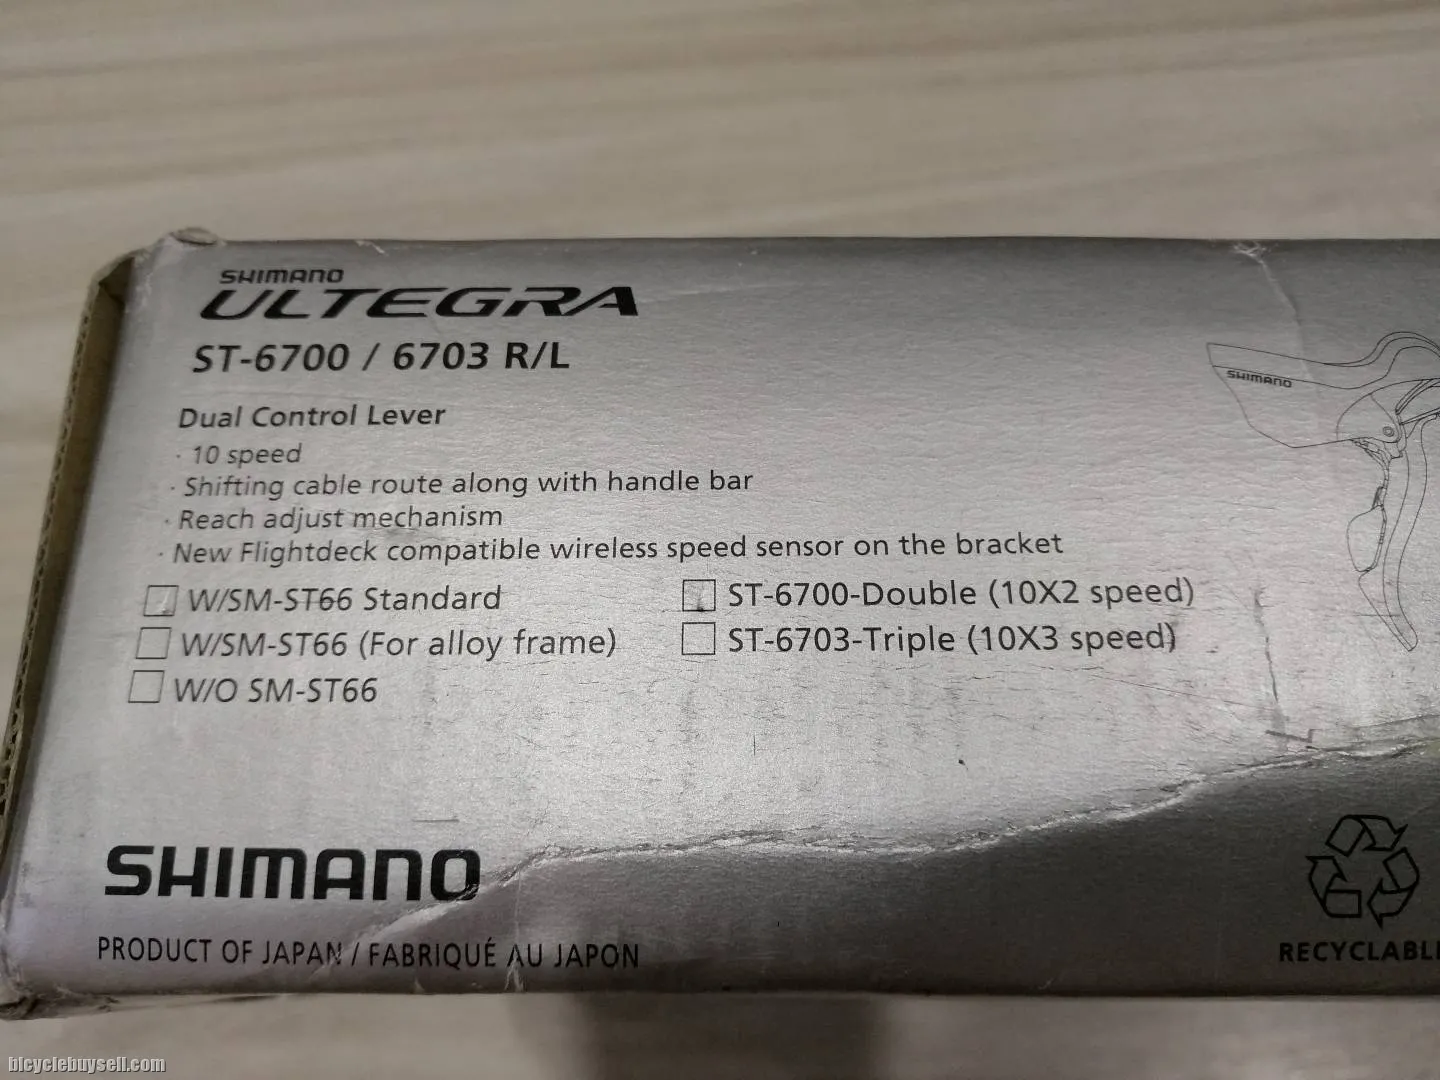 SHIMANO
ULTEGRA
ST-6700 / 6703 R/L
Dual Control Lever
· 10 speed
· Shifting cable route along with handle bar
· Reach adjust mechanism
· New Flightdeck compatible wireless speed sensor on the bracket
W/SM-ST66 Standard
W/SM-ST66 (For alloy frame)
W/O SM-ST66
ST-6700-Double (10X2 speed)
ST-6703-Triple (10X3 speed)
SHIMANO
SHIMANO
PRODUCT OF JAPAN / FABRIQUÉ AU JAPON
RECYCLABL
bicyclebuysell.com